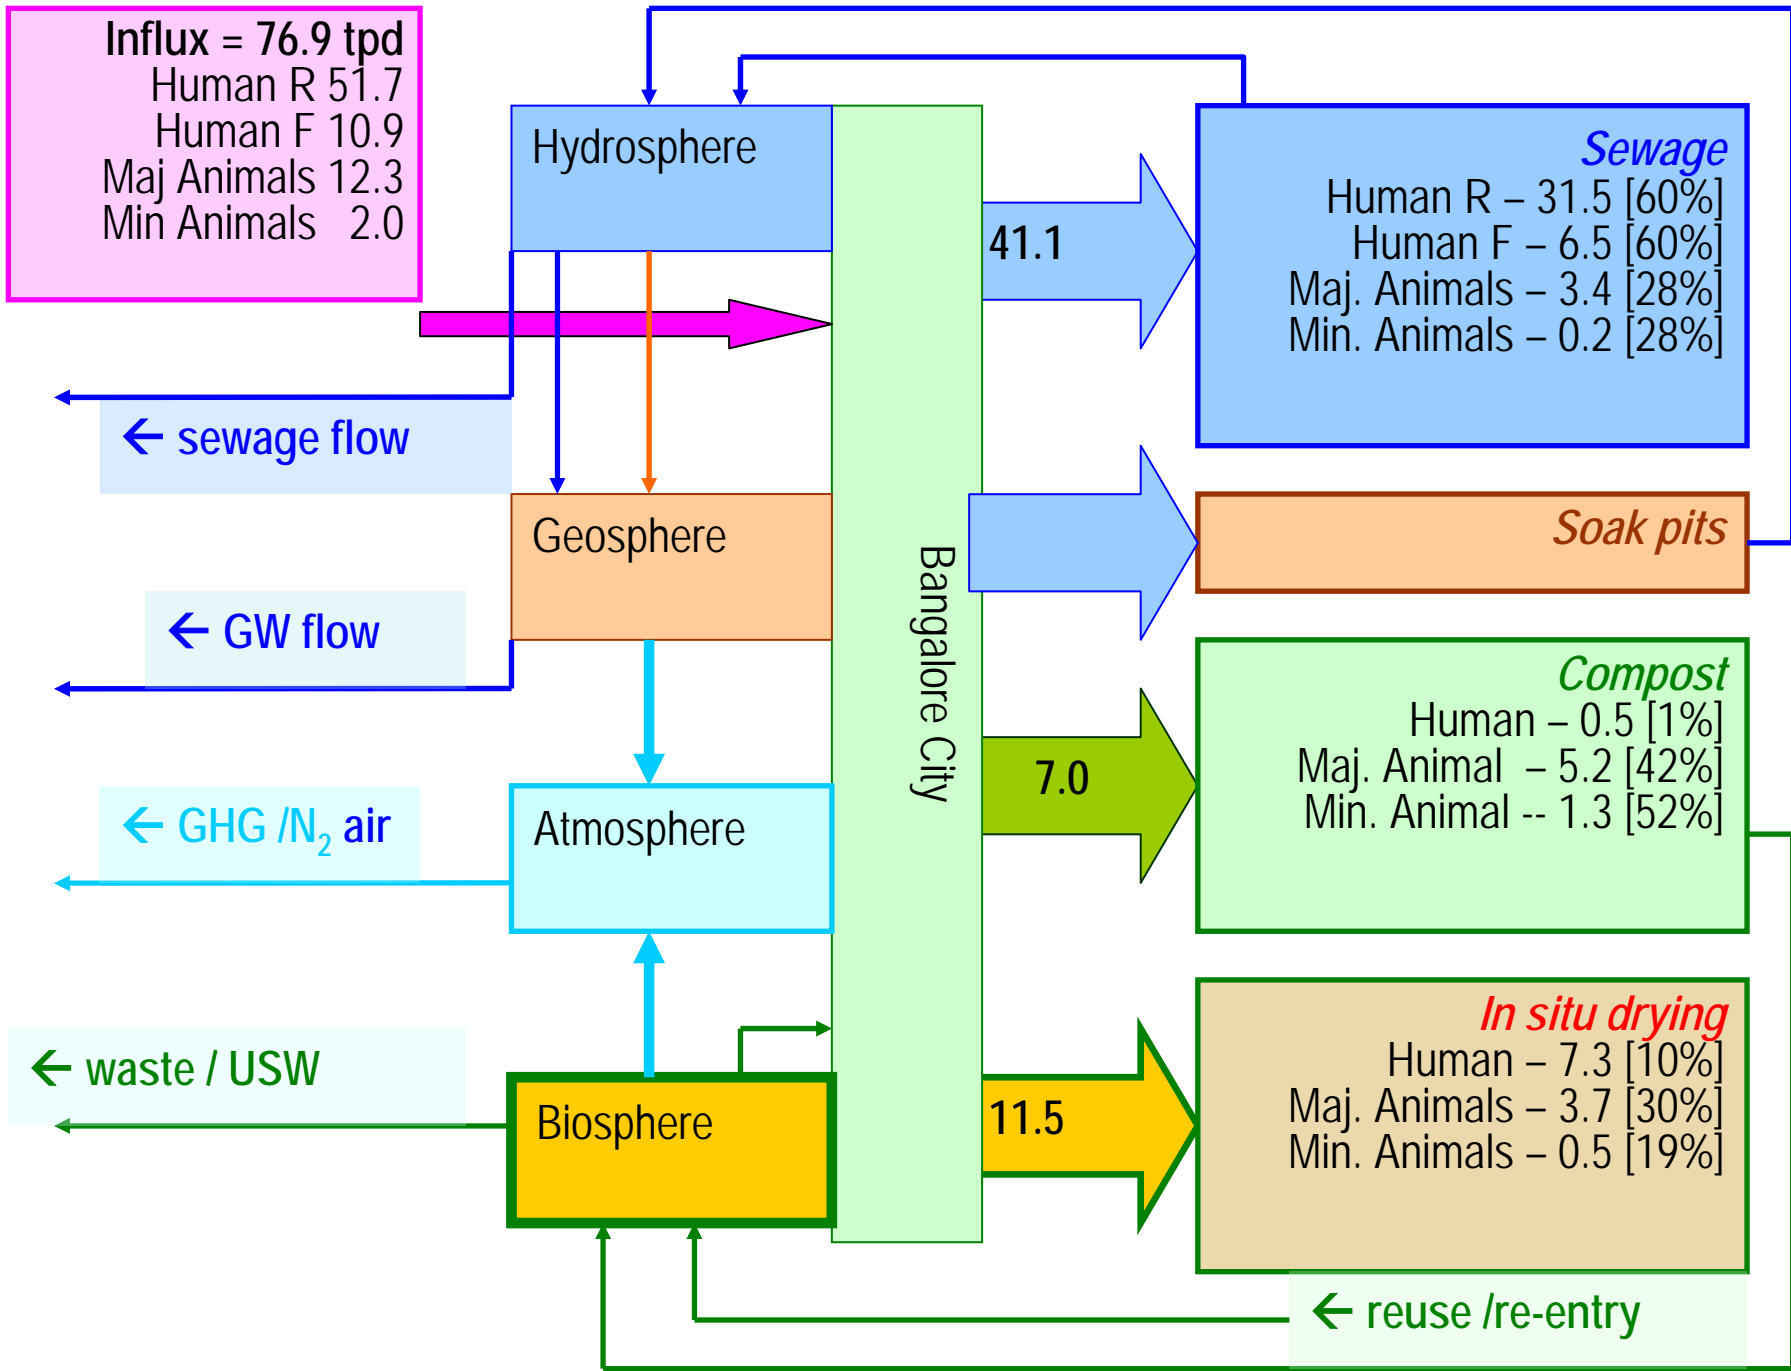 Influx = 76.9 tpd
Human R 51.7
Human F 10.9
Maj Animals 12.3
Min Animals 2.0
Hydrosphere
41.1
Sewage
Human R – 31.5 [60%]
Human F – 6.5 [60%]
Maj. Animals – 3.4 [28%]
Min. Animals – 0.2 [28%]
← sewage flow
Geosphere
Soak pits
Bangalore City
← GW flow
Compost
Human – 0.5 [1%]
Maj. Animal – 5.2 [42%]
Min. Animal -- 1.3 [52%]
7.0
← GHG /N₂ air
Atmosphere
In situ drying
Human – 7.3 [10%]
Maj. Animals – 3.7 [30%]
Min. Animals – 0.5 [19%]
← waste / USW
Biosphere
11.5
← reuse /re-entry